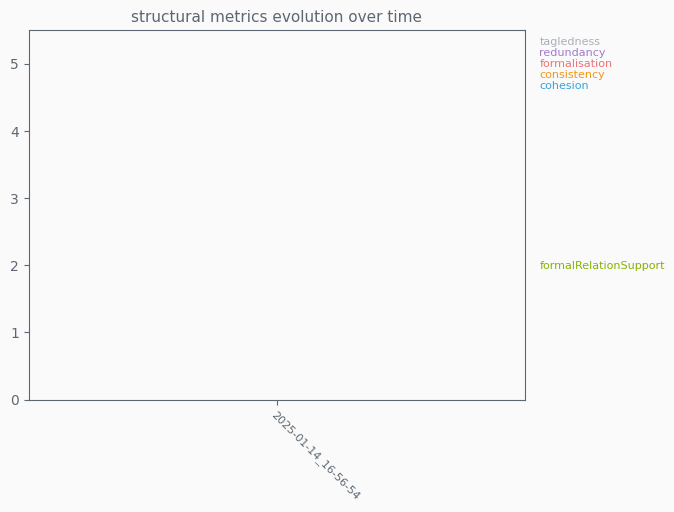 structural metrics evolution over time
tagledness
redundancy
formalisation
consistency
cohesion
formalRelationSupport
5
4
3
2
1
0
2025-01-14_16-56-54